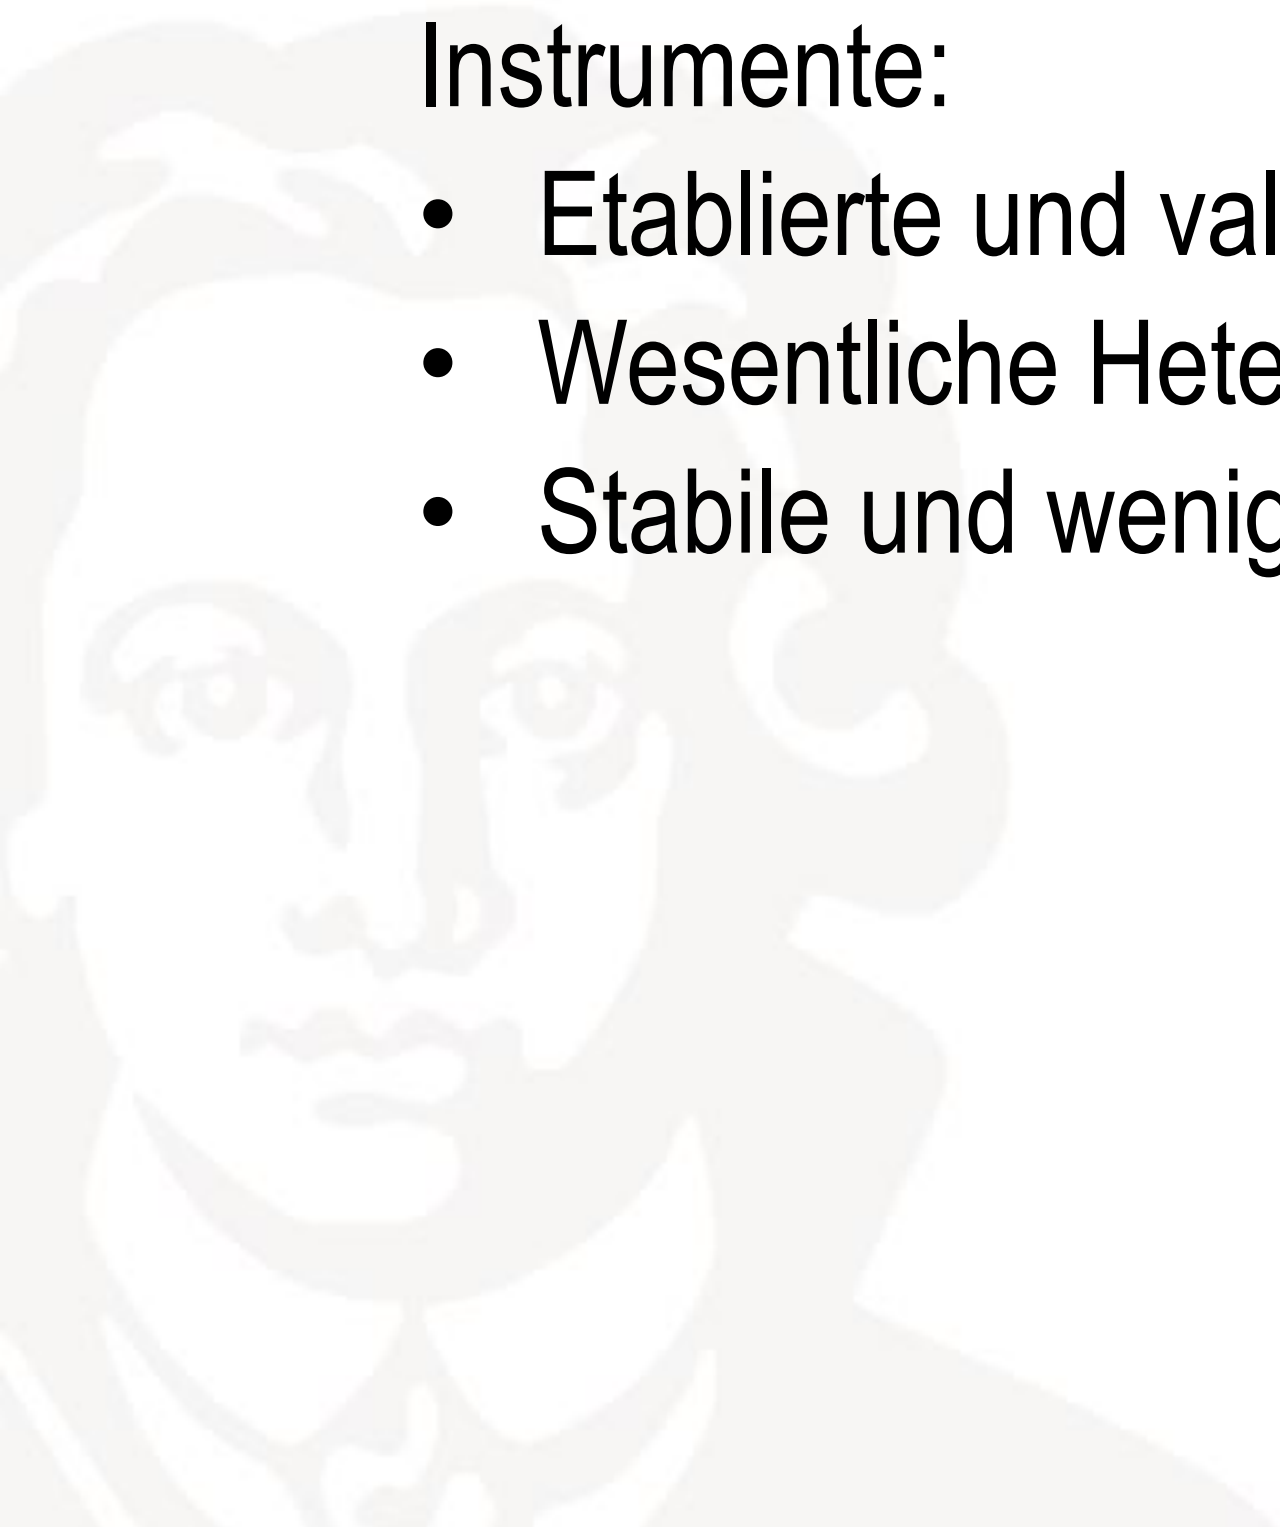 Instrumente:
• Etablierte und val
• Wesentliche Hete
• Stabile und wenig